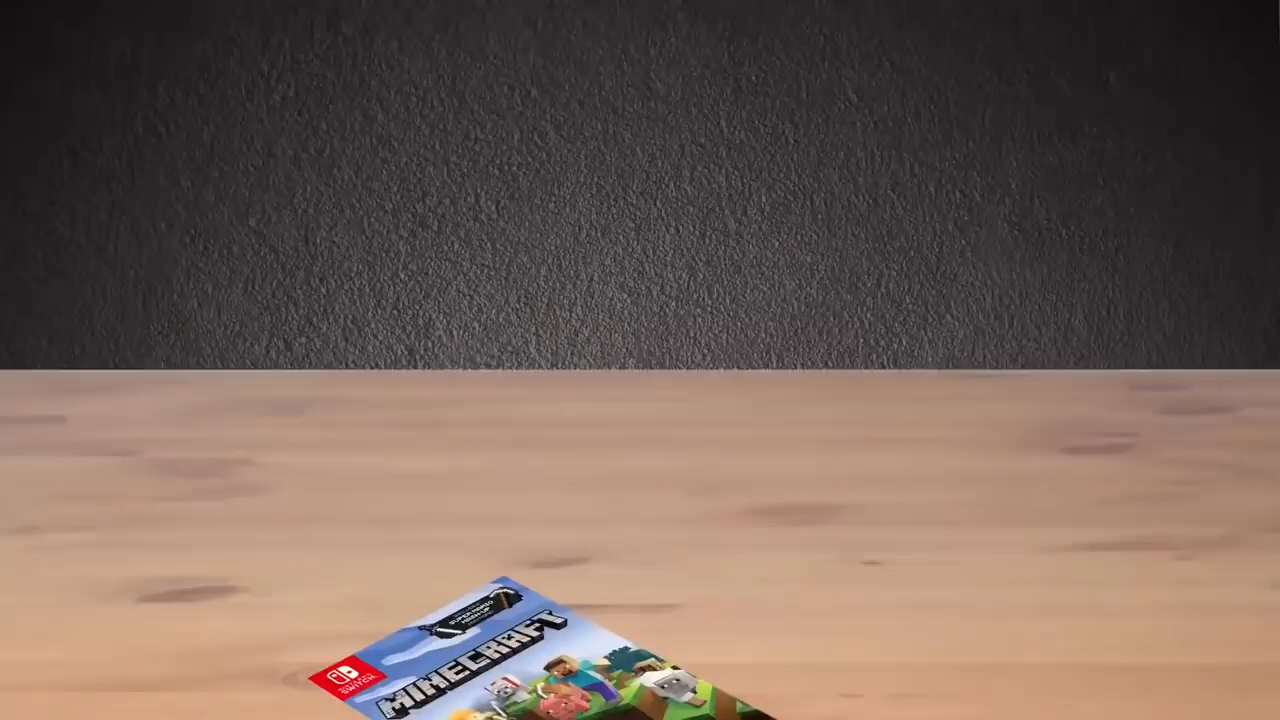 SUPER MARIO
MASH-UP
MINECRAFT
NINTENDO
SWITCH